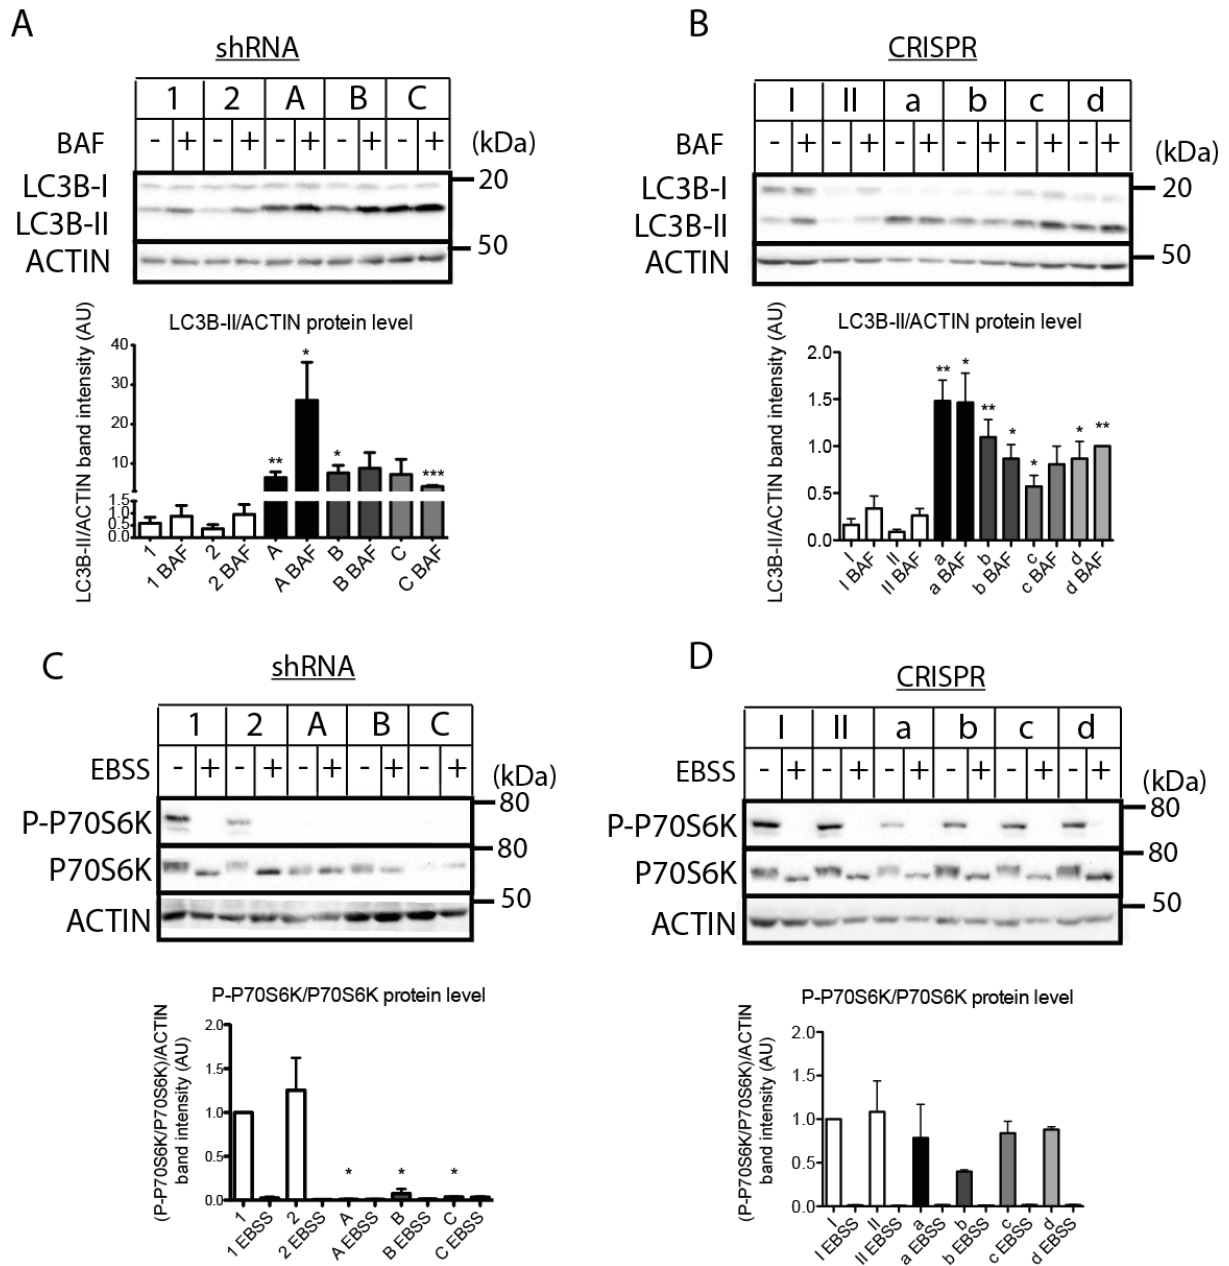 A
shRNA
1 2 A B C
BAF - + - + - + - + - + (kDa)
LC3B-I
20
LC3B-II
50
ACTIN
LC3B-II/ACTIN protein level
LC3B-II/ACTIN band intensity (AU)
40
30
20
10
1.5
1.0
0.5
0.0
** * * ***
1 1 BAF 2 2 BAF A A BAF B B BAF C C BAF
B
CRISPR
I II a b c d
BAF - + - + - + - + - + - + (kDa)
LC3B-I
20
LC3B-II
50
ACTIN
LC3B-II/ACTIN protein level
LC3B-II/ACTIN band intensity (AU)
2.0
1.5
1.0
0.5
0.0
** * ** * * * **
I I BAF II II BAF a a BAF b b BAF c c BAF d d BAF
C
shRNA
1 2 A B C
EBSS - + - + - + - + - + (kDa)
80
P-P70S6K
80
P70S6K
50
ACTIN
P-P70S6K/P70S6K protein level
(P-P70S6K/P70S6K)/ACTIN
band intensity (AU)
2.0
1.5
1.0
0.5
0.0
* * *
1 1 EBSS 2 2 EBSS A A EBSS B B EBSS C C EBSS
D
CRISPR
I II a b c d
EBSS - + - + - + - + - + - + (kDa)
80
P-P70S6K
80
P70S6K
50
ACTIN
P-P70S6K/P70S6K protein level
(P-P70S6K/P70S6K)/ACTIN
band intensity (AU)
2.0
1.5
1.0
0.5
0.0
I I EBSS II II EBSS a a EBSS b b EBSS c c EBSS d d EBSS